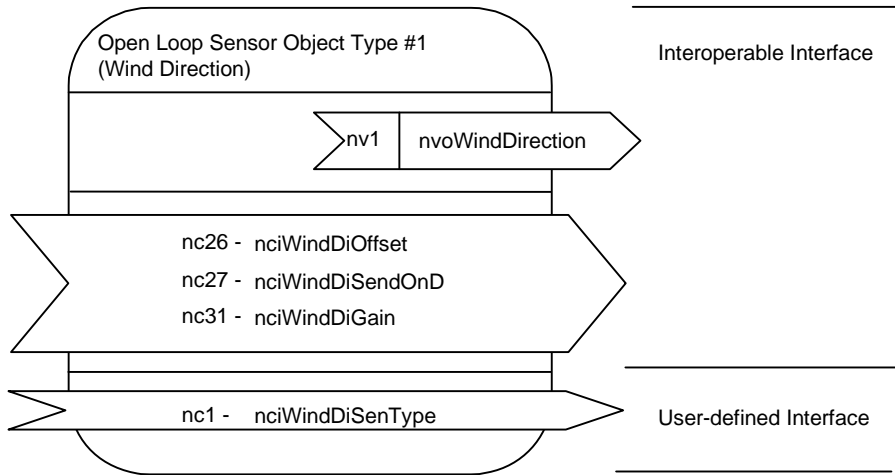 Open Loop Sensor Object Type #1
(Wind Direction)
Interoperable Interface
nv1 nvoWindDirection
nc26 - nciWindDiOffset
nc27 - nciWindDiSendOnD
nc31 - nciWindDiGain
nc1 - nciWindDiSenType
User-defined Interface